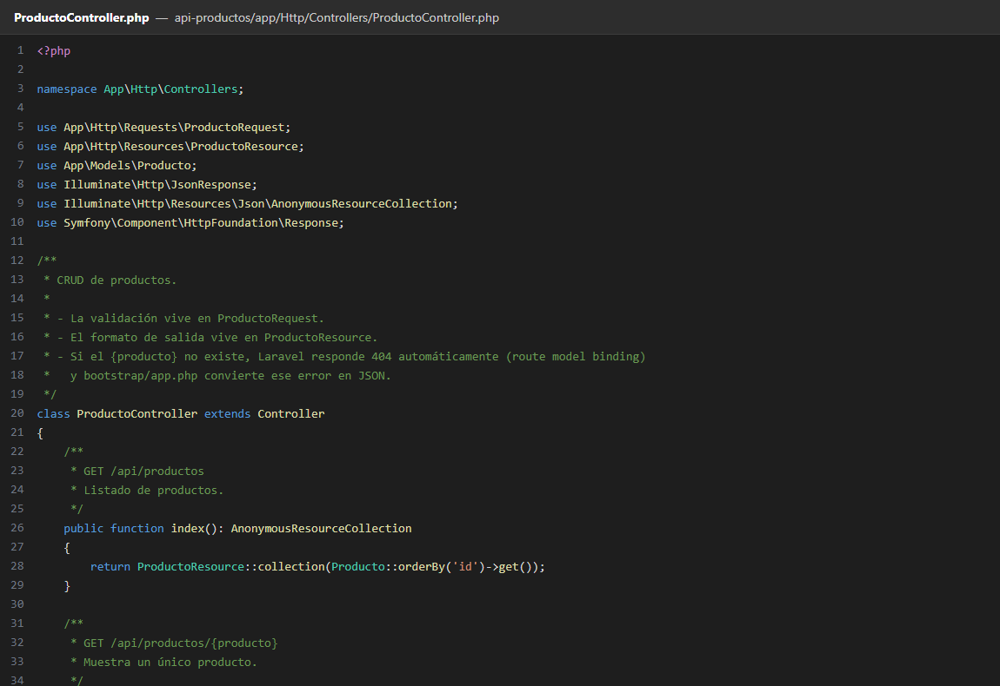 ProductoController.php — api-productos/app/Http/Controllers/ProductoController.php
1 <?php
2
3 namespace App\Http\Controllers;
4
5 use App\Http\Requests\ProductoRequest;
6 use App\Http\Resources\ProductoResource;
7 use App\Models\Producto;
8 use Illuminate\Http\JsonResponse;
9 use Illuminate\Http\Resources\Json\AnonymousResourceCollection;
10 use Symfony\Component\HttpFoundation\Response;
11
12 /**
13  * CRUD de productos.
14  *
15  * - La validación vive en ProductoRequest.
16  * - El formato de salida vive en ProductoResource.
17  * - Si el {producto} no existe, Laravel responde 404 automáticamente (route model binding)
18  *   y bootstrap/app.php convierte ese error en JSON.
19  */
20 class ProductoController extends Controller
21 {
22     /**
23      * GET /api/productos
24      * Listado de productos.
25      */
26     public function index(): AnonymousResourceCollection
27     {
28         return ProductoResource::collection(Producto::orderBy('id')->get());
29     }
30
31     /**
32      * GET /api/productos/{producto}
33      * Muestra un único producto.
34      */